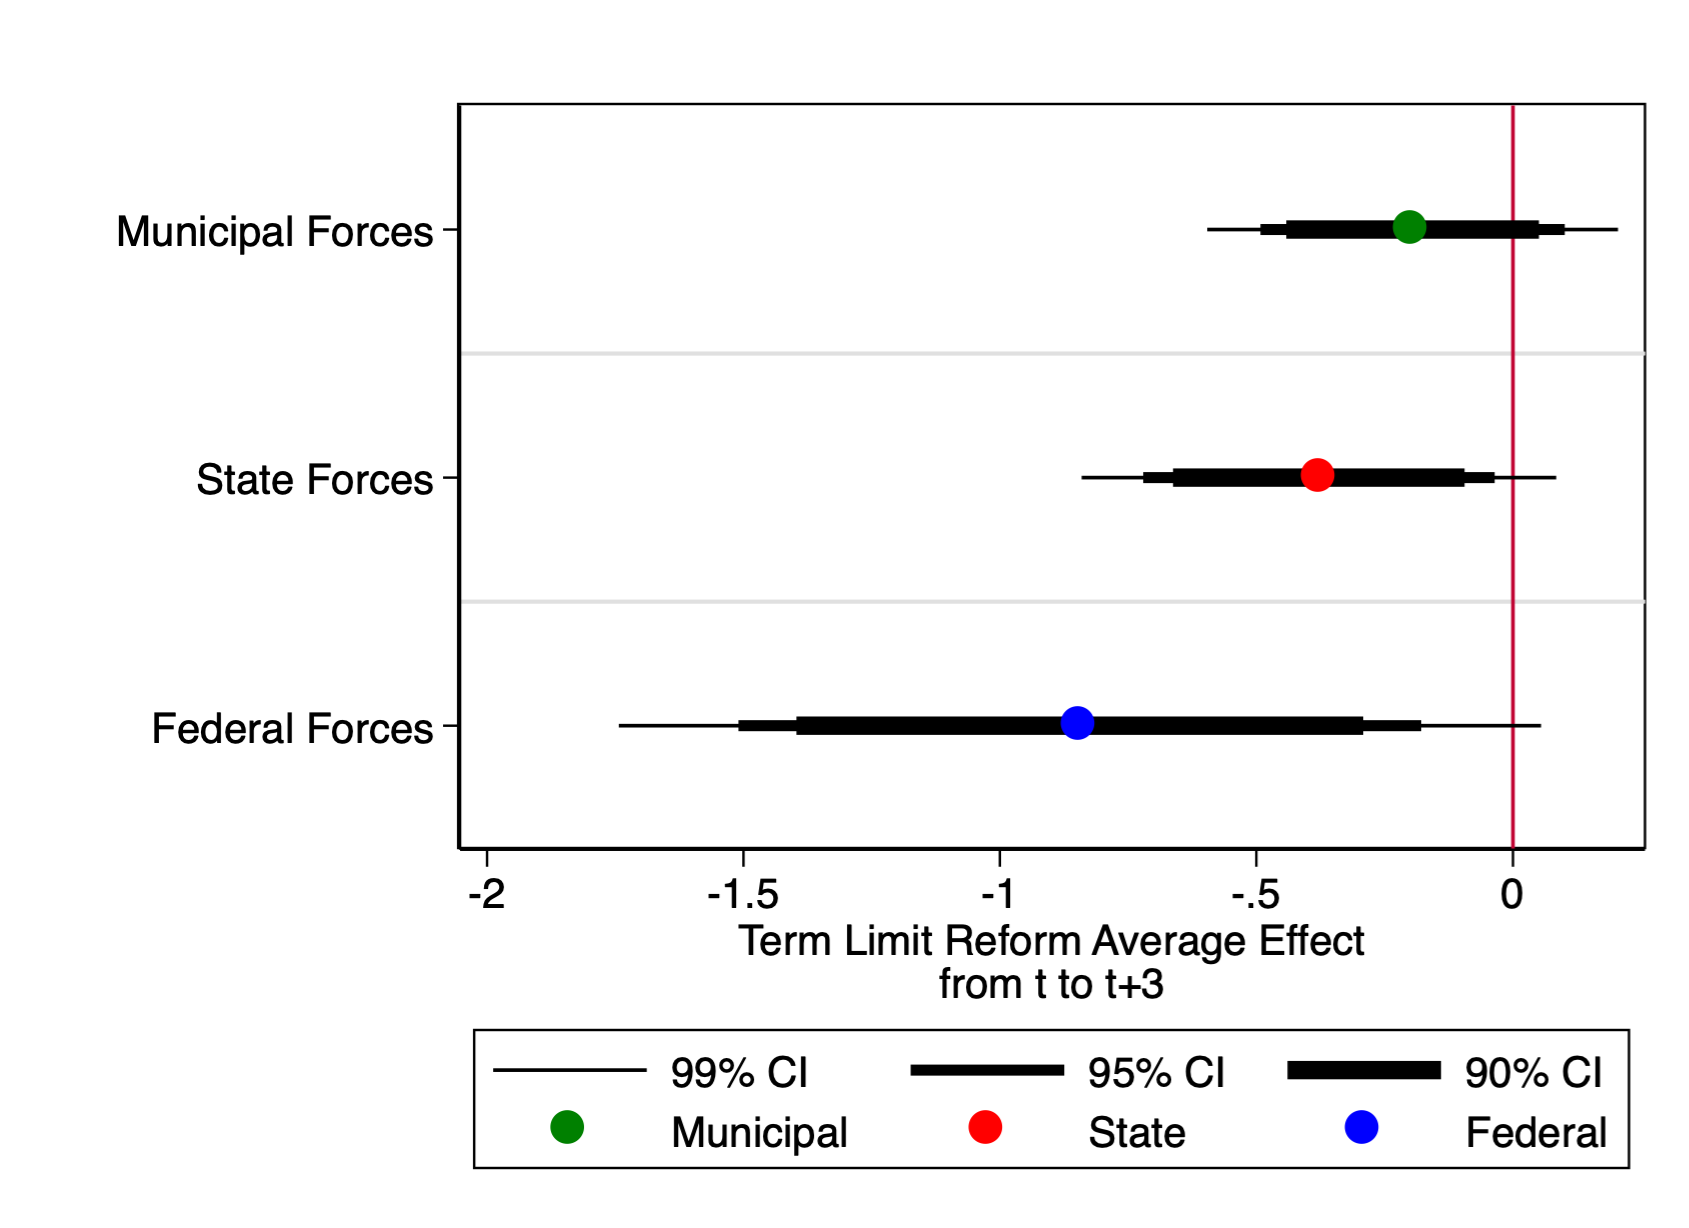 Municipal Forces
State Forces
Federal Forces
-2 -1.5 -1 -.5 0
Term Limit Reform Average Effect
from t to t+3
99% CI 95% CI 90% CI
Municipal State Federal